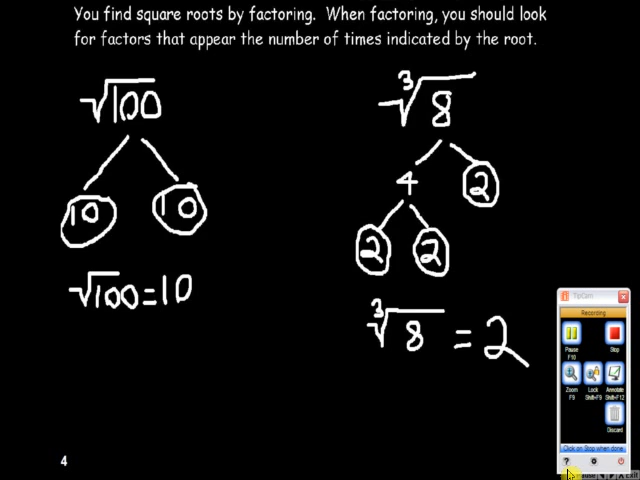 You find square roots by factoring. When factoring, you should look
for factors that appear the number of times indicated by the root.
√100
10 10
√100=10
3√8
4 2
2 2
3√8 = 2
TipCam
Recording
Pause F10
Stop
Zoom F9
Lock Shift+F9
Annotate Shift+F12
Discard
Click on Stop when done
?
4